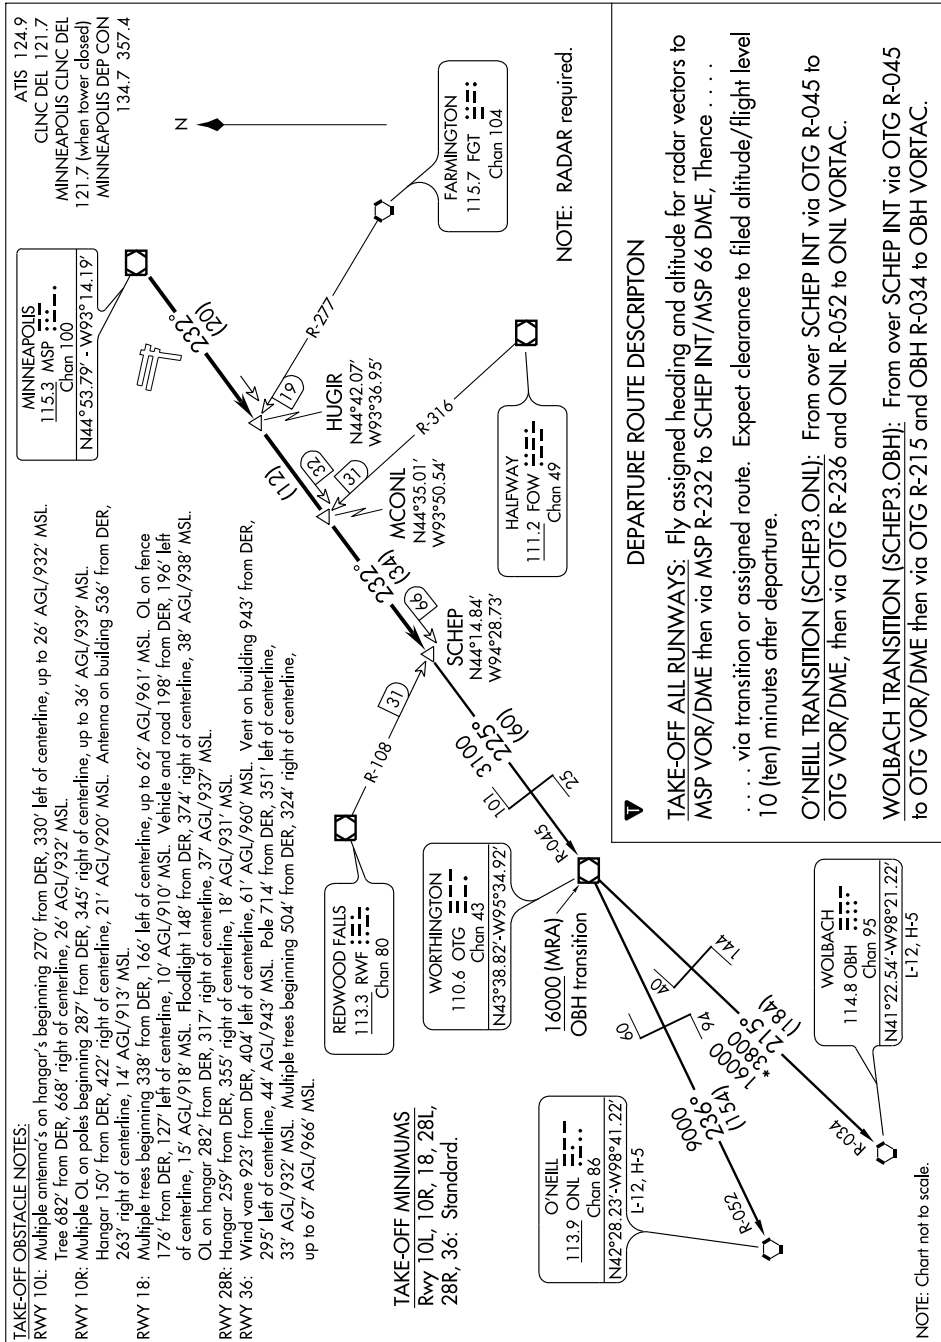 TAKE-OFF OBSTACLE NOTES:
RWY 10L: Multiple antenna's on hangar's beginning 270' from DER, 330' left of centerline, up to 26' AGL/932' MSL.
Tree 682' from DER, 668' right of centerline, 26' AGL/932' MSL.
RWY 10R: Multiple OL on poles beginning 287' from DER, 345' right of centerline, up to 36' AGL/939' MSL.
Hangar 150' from DER, 422' right of centerline, 21' AGL/920' MSL. Antenna on building 536' from DER,
263' right of centerline, 14' AGL/913' MSL.
RWY 18: Multiple trees beginning 338' from DER, 166' left of centerline, up to 62' AGL/961' MSL. OL on fence
176' from DER, 127' left of centerline, 10' AGL/910' MSL. Vehicle and road 198' from DER, 196' left
of centerline, 15' AGL/918' MSL. Floodlight 148' from DER, 374' right of centerline, 38' AGL/938' MSL.
OL on hangar 282' from DER, 317' right of centerline, 37' AGL/937' MSL.
RWY 28R: Hangar 259' from DER, 355' right of centerline, 18' AGL/931' MSL.
RWY 36: Wind vane 923' from DER, 404' left of centerline, 61' AGL/960' MSL. Vent on building 943' from DER,
295' left of centerline, 44' AGL/943' MSL. Pole 714' from DER, 351' left of centerline,
33' AGL/932' MSL. Multiple trees beginning 504' from DER, 324' right of centerline,
up to 67' AGL/966' MSL.
TAKE-OFF MINIMUMS
Rwy 10L, 10R, 18, 28L,
28R, 36: Standard.
ATIS 124.9
CLNC DEL 121.7
MINNEAPOLIS CLNC DEL
121.7 (when tower closed)
MINNEAPOLIS DEP CON
134.7 357.4
N
MINNEAPOLIS
115.3 MSP
Chan 100
N44°53.79' - W93°14.19'
232°
(20)
FARMINGTON
115.7 FGT
Chan 104
R-277
19
HUGIR
N44°42.07'
W93°36.95'
NOTE: RADAR required.
(12)
32
31
R-316
MCONL
N44°35.01'
W93°50.54'
HALFWAY
111.2 FOW
Chan 49
232°
(34)
66
SCHEP
N44°14.84'
W94°28.73'
31
R-108
REDWOOD FALLS
113.3 RWF
Chan 80
3100
225°
(60)
101
25
R-045
WORTHINGTON
110.6 OTG
Chan 43
N43°38.82'-W95°34.92'
16000 (MRA)
OBH transition
90
94
40
144
9000
236°
(154)
R-052
16000
*3800
215°
(184)
R-034
O'NEILL
113.9 ONL
Chan 86
N42°28.23'-W98°41.22'
L-12, H-5
WOLBACH
114.8 OBH
Chan 95
N41°22.54'-W98°21.22'
L-12, H-5
NOTE: Chart not to scale.
T
DEPARTURE ROUTE DESCRIPTON
TAKE-OFF ALL RUNWAYS: Fly assigned heading and altitude for radar vectors to
MSP VOR/DME then via MSP R-232 to SCHEP INT/MSP 66 DME, Thence . . . .
. . . . via transition or assigned route. Expect clearance to filed altitude/flight level
10 (ten) minutes after departure.
O'NEILL TRANSITION (SCHEP3.ONL): From over SCHEP INT via OTG R-045 to
OTG VOR/DME, then via OTG R-236 and ONL R-052 to ONL VORTAC.
WOLBACH TRANSITION (SCHEP3.OBH): From over SCHEP INT via OTG R-045
to OTG VOR/DME then via OTG R-215 and OBH R-034 to OBH VORTAC.